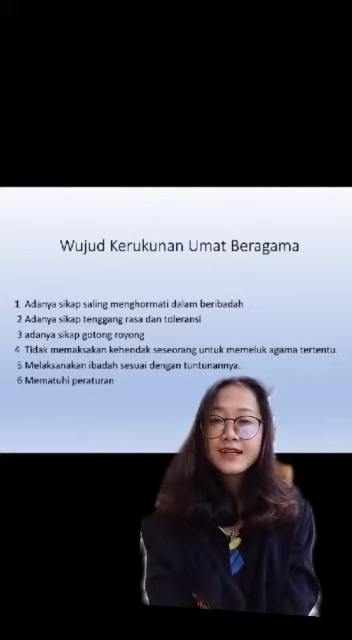 Wujud Kerukunan Umat Beragama
1 Adanya sikap saling menghormati dalam beribadah
2 Adanya sikap tenggang rasa dan toleransi
3 adanya sikap gotong royong
4 Tidak memaksakan kehendak seseorang untuk memeluk agama tertentu.
5 Melaksanakan ibadah sesuai dengan tuntunannya.
6 Mematuhi peraturan